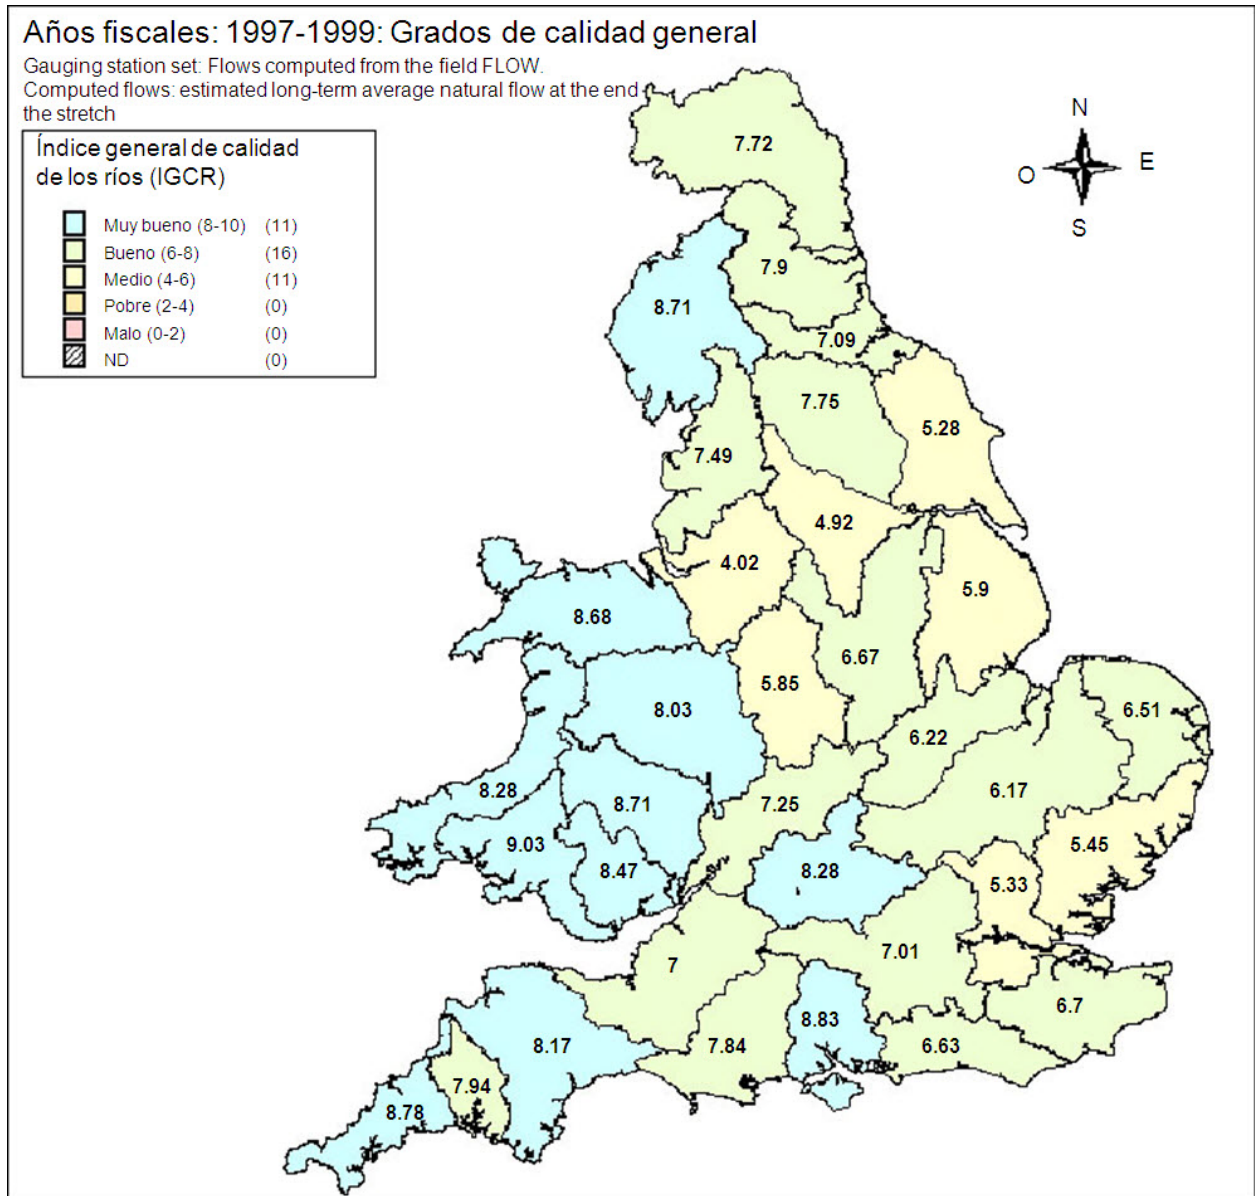 Años fiscales: 1997-1999: Grados de calidad general
Gauging station set: Flows computed from the field FLOW.
Computed flows: estimated long-term average natural flow at the end
the stretch
Índice general de calidad
de los ríos (IGCR)
Muy bueno (8-10) (11)
Bueno (6-8) (16)
Medio (4-6) (11)
Pobre (2-4) (0)
Malo (0-2) (0)
ND (0)
N
O E
S
7.72
7.9
8.71
7.09
7.75
5.28
7.49
4.92
4.02
5.9
8.68
6.67
5.85
8.03
6.51
6.22
8.28
8.71
7.25
6.17
9.03
5.45
8.47
8.28
5.33
7.01
7
6.7
8.83
8.17
7.84
6.63
7.94
8.78